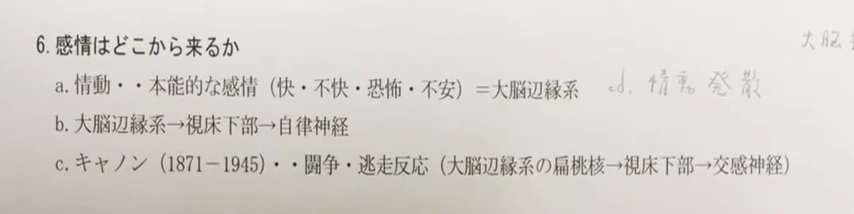 6. 感情はどこから来るか
大脳
a. 情動・・本能的な感情（快・不快・恐怖・不安）＝大脳辺縁系 cf. 情動発散
b. 大脳辺縁系→視床下部→自律神経
c. キャノン（1871－1945）・・闘争・逃走反応（大脳辺縁系の扁桃核→視床下部→交感神経）